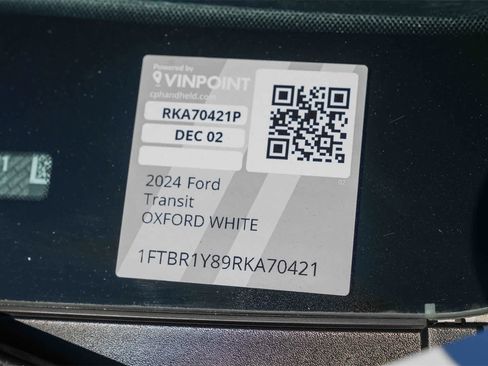 Powered by
VINPOINT
cphandheld.com
RKA70421P
DEC 02
2024 Ford
Transit
OXFORD WHITE
1FTBR1Y89RKA70421